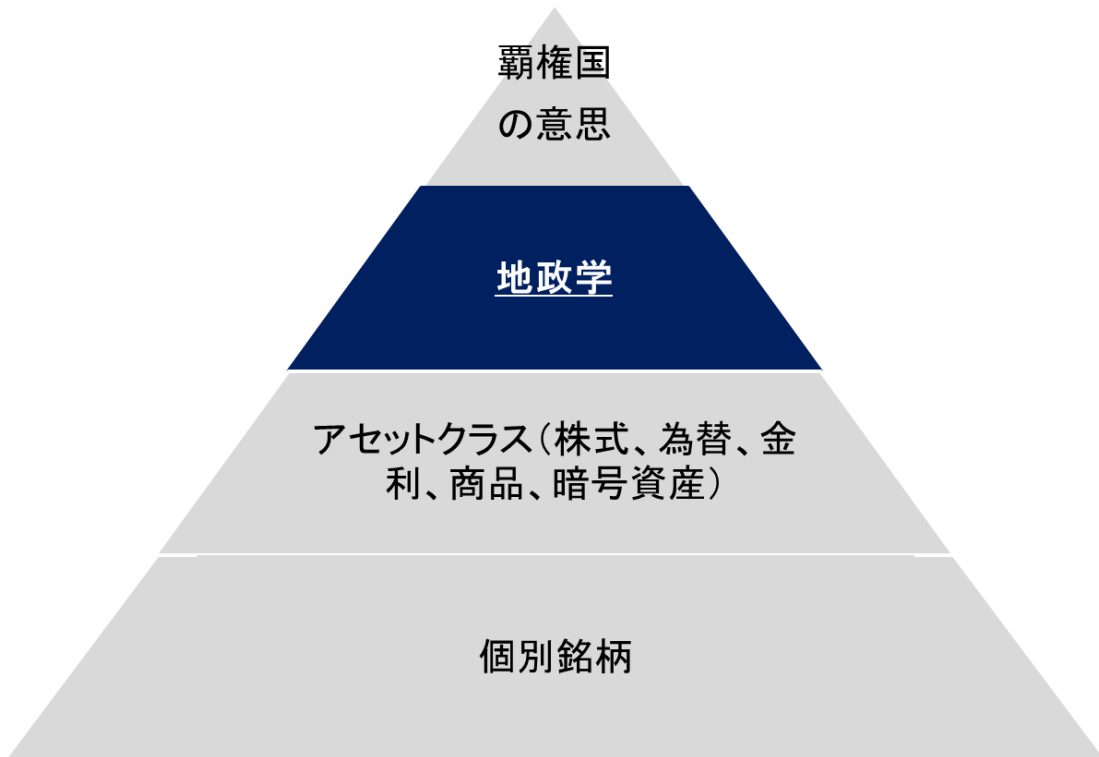 覇権国
の意思
地政学
アセットクラス（株式、為替、金
利、商品、暗号資産）
個別銘柄